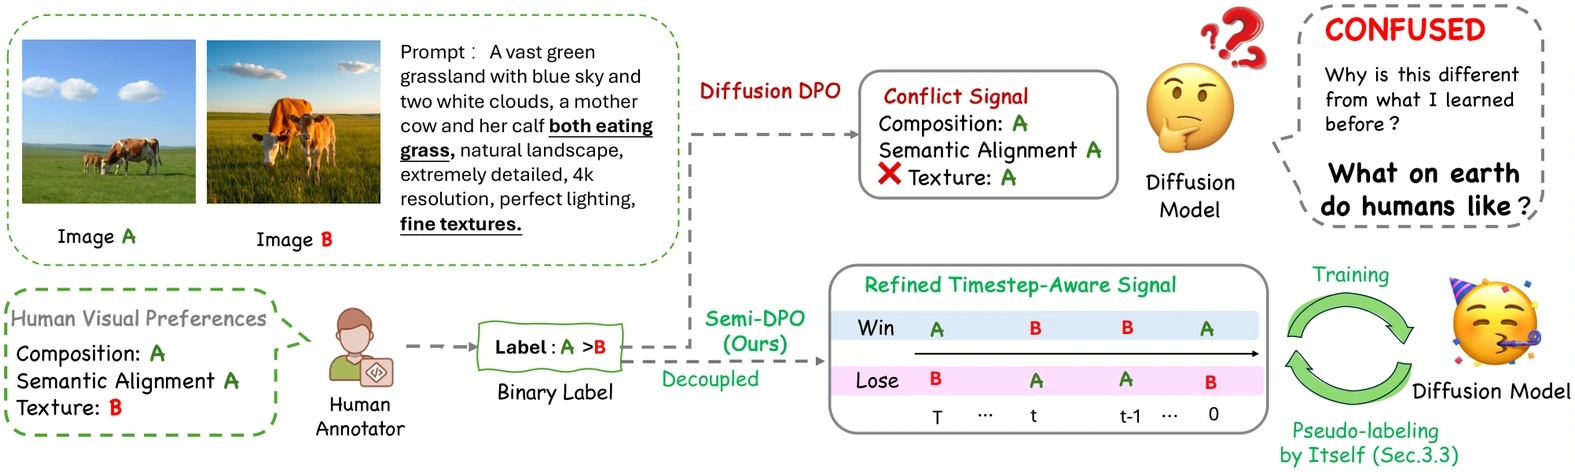 Prompt： A vast green
grassland with blue sky and
two white clouds, a mother
cow and her calf both eating
grass, natural landscape,
extremely detailed, 4k
resolution, perfect lighting,
fine textures.
Image A
Image B
Human Visual Preferences
Composition: A
Semantic Alignment A
Texture: B
Human
Annotator
Label : A >B
Binary Label
Diffusion DPO
Conflict Signal
Composition: A
Semantic Alignment A
Texture: A
Diffusion
Model
???
CONFUSED
Why is this different
from what I learned
before ?
What on earth
do humans like ?
Semi-DPO
(Ours)
Decoupled
Refined Timestep-Aware Signal
Win A B B A
Lose B A A B
T ... t t-1 ... 0
Training
Diffusion Model
Pseudo-labeling
by Itself (Sec.3.3)